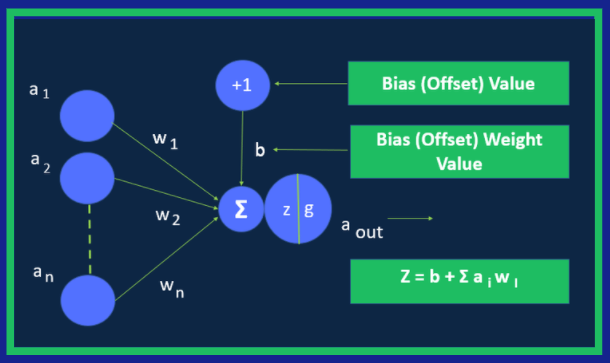 a 1
+1
Bias (Offset) Value
w 1
a 2
b
Bias (Offset) Weight
Value
w 2
Σ
z
g
a out
a n
w n
Z = b + Σ a i w i